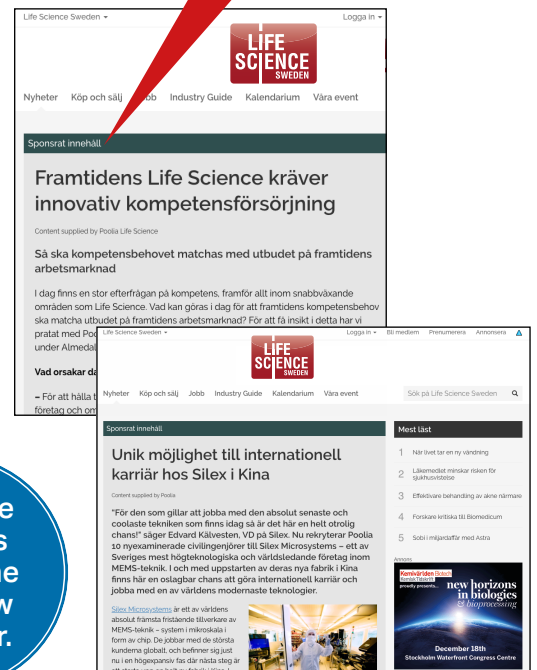 Life Science Sweden
Logga in
LIFE
SCIENCE
SWEDEN
Nyheter Köp och sälj Jobb Industry Guide Kalendarium Våra event
Sponsrat innehåll
Framtidens Life Science kräver
innovativ kompetensförsörjning
Content supplied by Poolia Life Science
Så ska kompetensbehovet matchas med utbudet på framtidens
arbetsmarknad
I dag finns en stor efterfrågan på kompetens, framför allt inom snabbväxande
områden som Life Science. Vad kan göras i dag för att framtidens kompetensbehov
ska matcha utbudet på framtidens arbetsmarknad? För att få insikt i detta har vi
pratat med
under Almedal
Vad orsakar
– För att hålla
företag och om
Life Science Sweden
Logga in Bli medlem Prenumerera Annonsera
LIFE
SCIENCE
SWEDEN
Nyheter Köp och sälj Jobb Industry Guide Kalendarium Våra event
Sök på Life Science Sweden
Sponsrat innehåll
Unik möjlighet till internationell
karriär hos Silex i Kina
Content supplied by Poolia
"För den som gillar att jobba med den absolut senaste och
coolaste tekniken som finns idag så är det här en helt otrolig
chans!" säger Edvard Kälvesten, VD på Silex. Nu rekryterar Poolia
10 nyexaminerade civilingenjörer till Silex Microsystems – ett av
Sveriges mest högteknologiska och världsledande företag inom
MEMS-teknik. I och med uppstarten av deras nya fabrik i Kina
finns här en oslagbar chans att göra internationell karriär och
jobba med en av världens modernaste teknologier.
Silex Microsystems är ett av världens
absolut främsta fristående tillverkare av
MEMS-teknik – system i mikroskala i
form av chip. De jobbar med de största
kunderna globalt, och befinner sig just
nu i en högexpansiv fas där nästa steg är
Mest läst
1 När livet tar en ny vändning
2 Läkemedlet minskar risken för
sjukhusvistelse
3 Effektivare behandling av akne närmare
4 Forskare kritiska till Biomedicum
5 Sobi i miljardaffär med Astra
Annons
Kemivärlden Biotech
Kemisk Tidskrift
proudly presents...
new horizons
in biologics
& bioprocessing
December 18th
Stockholm Waterfront Congress Centre